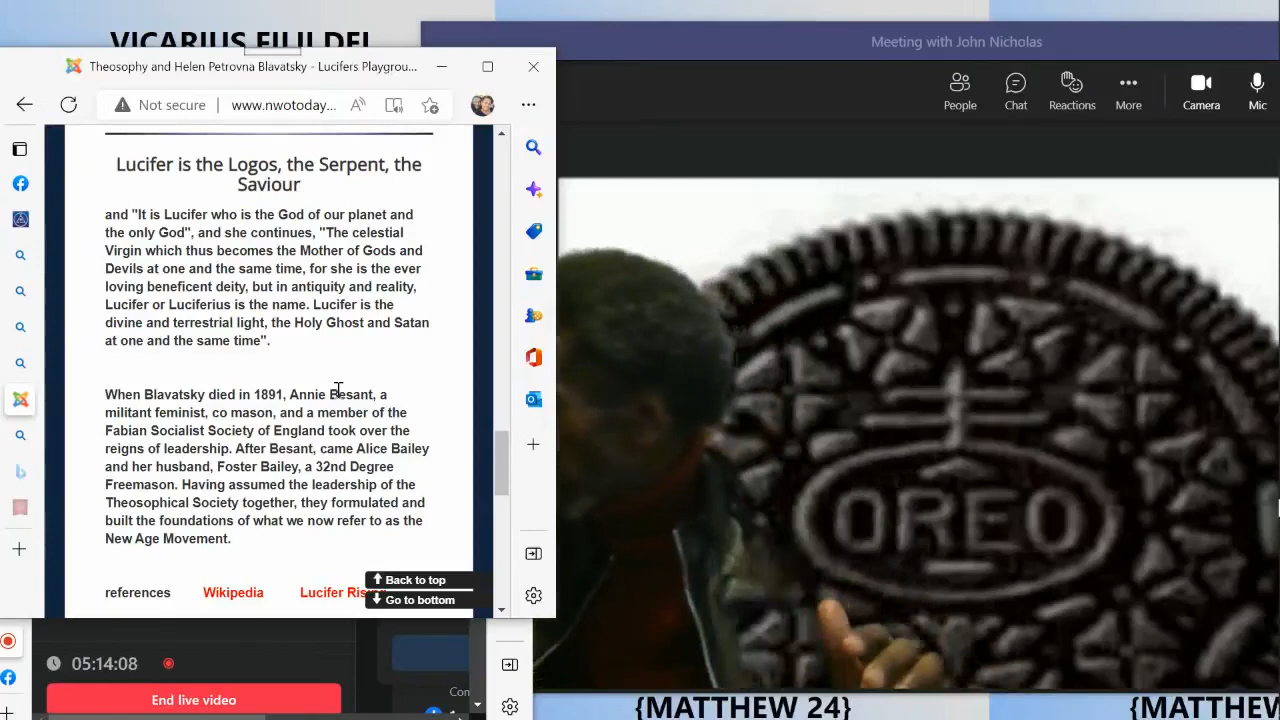 VICARIUS FILII DEI
Meeting with John Nicholas
Theosophy and Helen Petrovna Blavatsky - Lucifers Playgrou...
Not secure
www.nwotoday...
People
Chat
Reactions
More
Camera
Mic
Lucifer is the Logos, the Serpent, the
Saviour
and "It is Lucifer who is the God of our planet and
the only God", and she continues, "The celestial
Virgin which thus becomes the Mother of Gods and
Devils at one and the same time, for she is the ever
loving beneficent deity, but in antiquity and reality,
Lucifer or Luciferius is the name. Lucifer is the
divine and terrestrial light, the Holy Ghost and Satan
at one and the same time".
When Blavatsky died in 1891, Annie Besant, a
militant feminist, co mason, and a member of the
Fabian Socialist Society of England took over the
reigns of leadership. After Besant, came Alice Bailey
and her husband, Foster Bailey, a 32nd Degree
Freemason. Having assumed the leadership of the
Theosophical Society together, they formulated and
built the foundations of what we now refer to as the
New Age Movement.
references Wikipedia Lucifer Rising
Back to top
Go to bottom
OREO
05:14:08
End live video
Con
{MATTHEW 24}
{MATTHEW